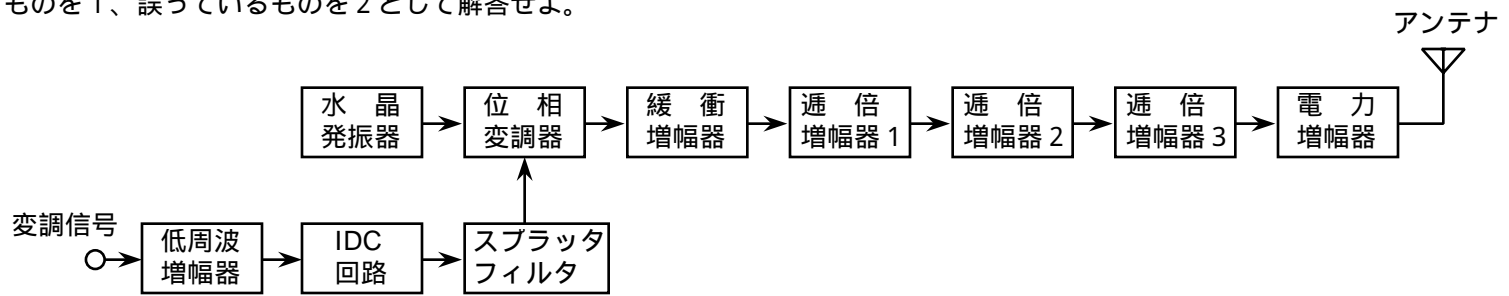 ものを1、誤っているものを2として解答せよ。
アンテナ
水 晶
発振器
位 相
変調器
緩 衝
増幅器
逓 倍
増幅器1
逓 倍
増幅器2
逓 倍
増幅器3
電 力
増幅器
変調信号
低周波
増幅器
IDC
回路
スプラッタ
フィルタ